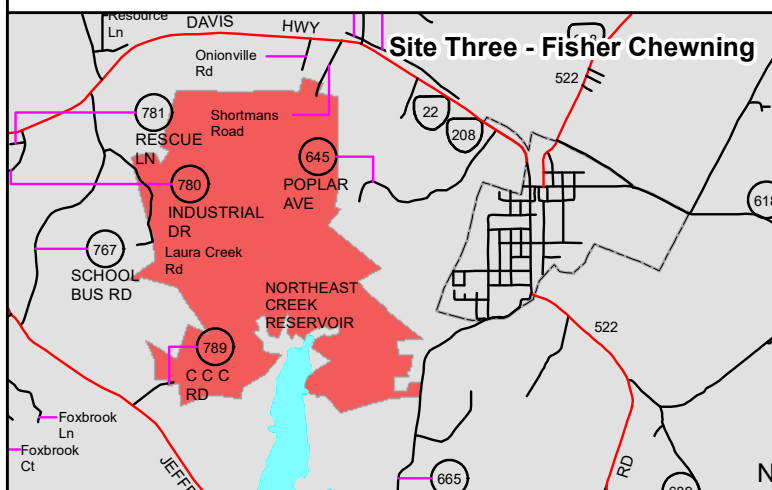 Resource
Ln
DAVIS
HWY
Site Three - Fisher Chewning
Onionville
Rd
522
781
Shortmans
Road
22
208
RESCUE
LN
645
780
POPLAR
AVE
618
INDUSTRIAL
DR
767
Laura Creek
Rd
SCHOOL
BUS RD
NORTHEAST
CREEK
RESERVOIR
522
789
C C C
RD
Foxbrook
Ln
Foxbrook
Ct
RD
665
N